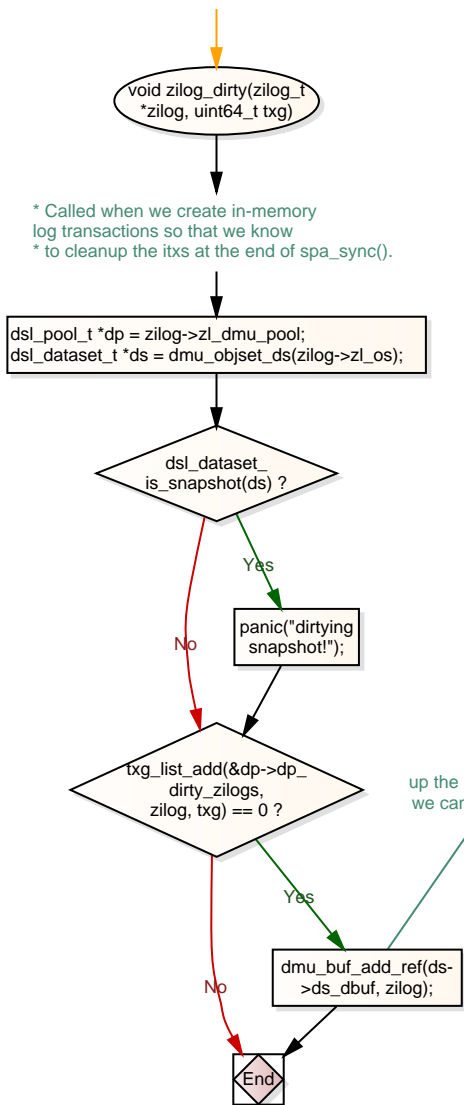 void zilog_dirty(zilog_t
*zilog, uint64_t txg)
* Called when we create in-memory
log transactions so that we know
* to cleanup the itxs at the end of spa_sync().
dsl_pool_t *dp = zilog->zl_dmu_pool;
dsl_dataset_t *ds = dmu_objset_ds(zilog->zl_os);
dsl_dataset_
is_snapshot(ds) ?
Yes
panic("dirtying
snapshot!");
No
txg_list_add(&dp->dp_
dirty_zilogs,
zilog, txg) == 0 ?
up the
we can
Yes
dmu_buf_add_ref(ds-
>ds_dbuf, zilog);
No
End